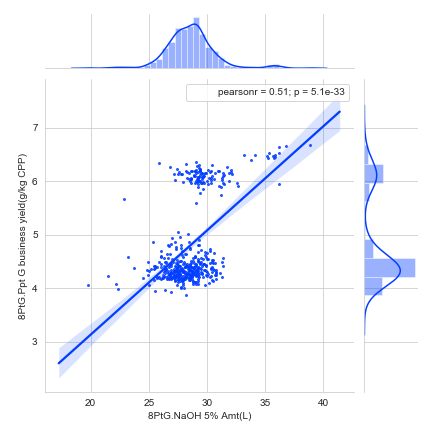 pearsonr = 0.51; p = 5.1e-33
8PtG.Ppt G business yield(kg CPP)
7
6
5
4
3
20 25 30 35 40
8PtG.NaOH 5% Amt(L)